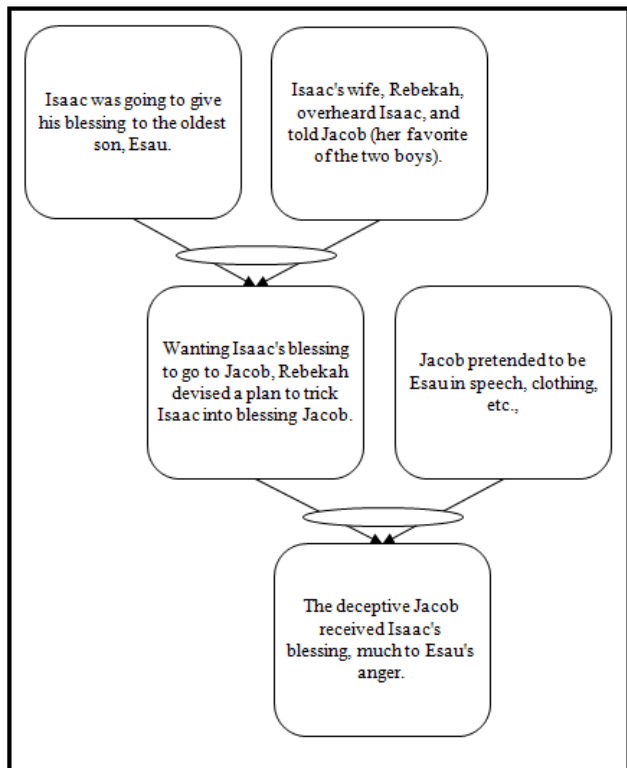 Isaac was going to give
his blessing to the oldest
son, Esau.
Isaac's wife, Rebekah,
overheard Isaac, and
told Jacob (her favorite
of the two boys).
Wanting Isaac's blessing
to go to Jacob, Rebekah
devised a plan to trick
Isaac into blessing Jacob.
Jacob pretended to be
Esau in speech, clothing,
etc.,
The deceptive Jacob
received Isaac's
blessing, much to Esau's
anger.